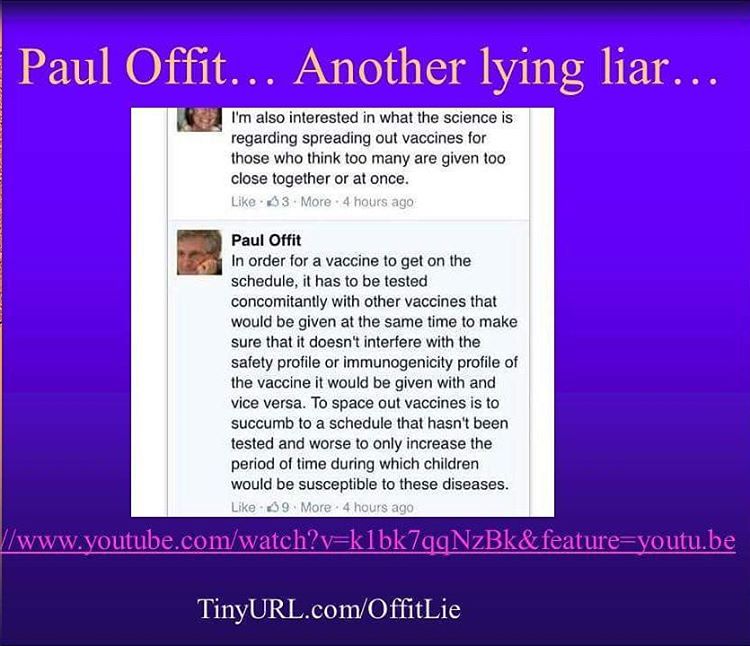 Paul Offit… Another lying liar…
I'm also interested in what the science is
regarding spreading out vaccines for
those who think too many are given too
close together or at once.
Like · 3 · More · 4 hours ago
Paul Offit
In order for a vaccine to get on the
schedule, it has to be tested
concomitantly with other vaccines that
would be given at the same time to make
sure that it doesn't interfere with the
safety profile or immunogenicity profile of
the vaccine it would be given with and
vice versa. To space out vaccines is to
succumb to a schedule that hasn't been
tested and worse to only increase the
period of time during which children
would be susceptible to these diseases.
Like · 9 · More · 4 hours ago
//www.youtube.com/watch?v=k1bk7qqNzBk&feature=youtu.be
TinyURL.com/OffitLie